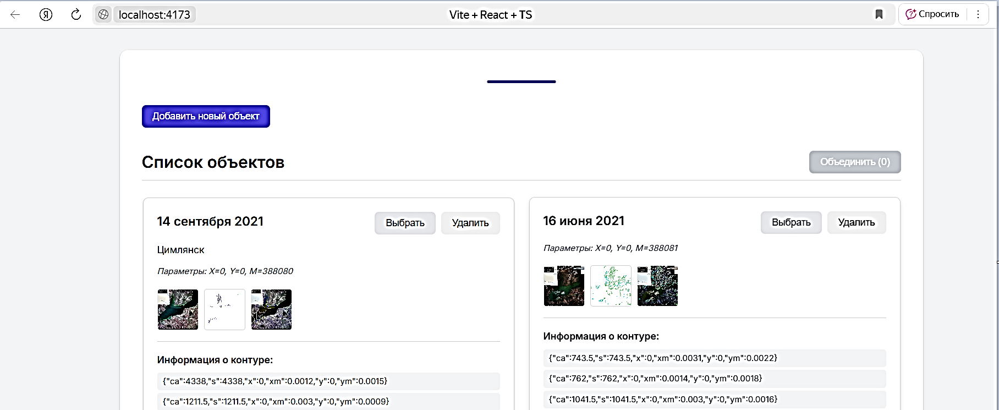 localhost:4173
Vite + React + TS
Спросить
Добавить новый объект
Список объектов
Объединить (0)
14 сентября 2021
Выбрать
Удалить
Цимлянск
Параметры: X=0, Y=0, M=388080
Информация о контуре:
{"ca":4338,"s":4338,"x":0,"xm":0.0012,"y":0,"ym":0.0015}
{"ca":1211.5,"s":1211.5,"x":0,"xm":0.003,"y":0,"ym":0.0009}
16 июня 2021
Выбрать
Удалить
Параметры: X=0, Y=0, M=388081
Информация о контуре:
{"ca":743.5,"s":743.5,"x":0,"xm":0.0031,"y":0,"ym":0.0022}
{"ca":762,"s":762,"x":0,"xm":0.0014,"y":0,"ym":0.0018}
{"ca":1041.5,"s":1041.5,"x":0,"xm":0.003,"y":0,"ym":0.0016}